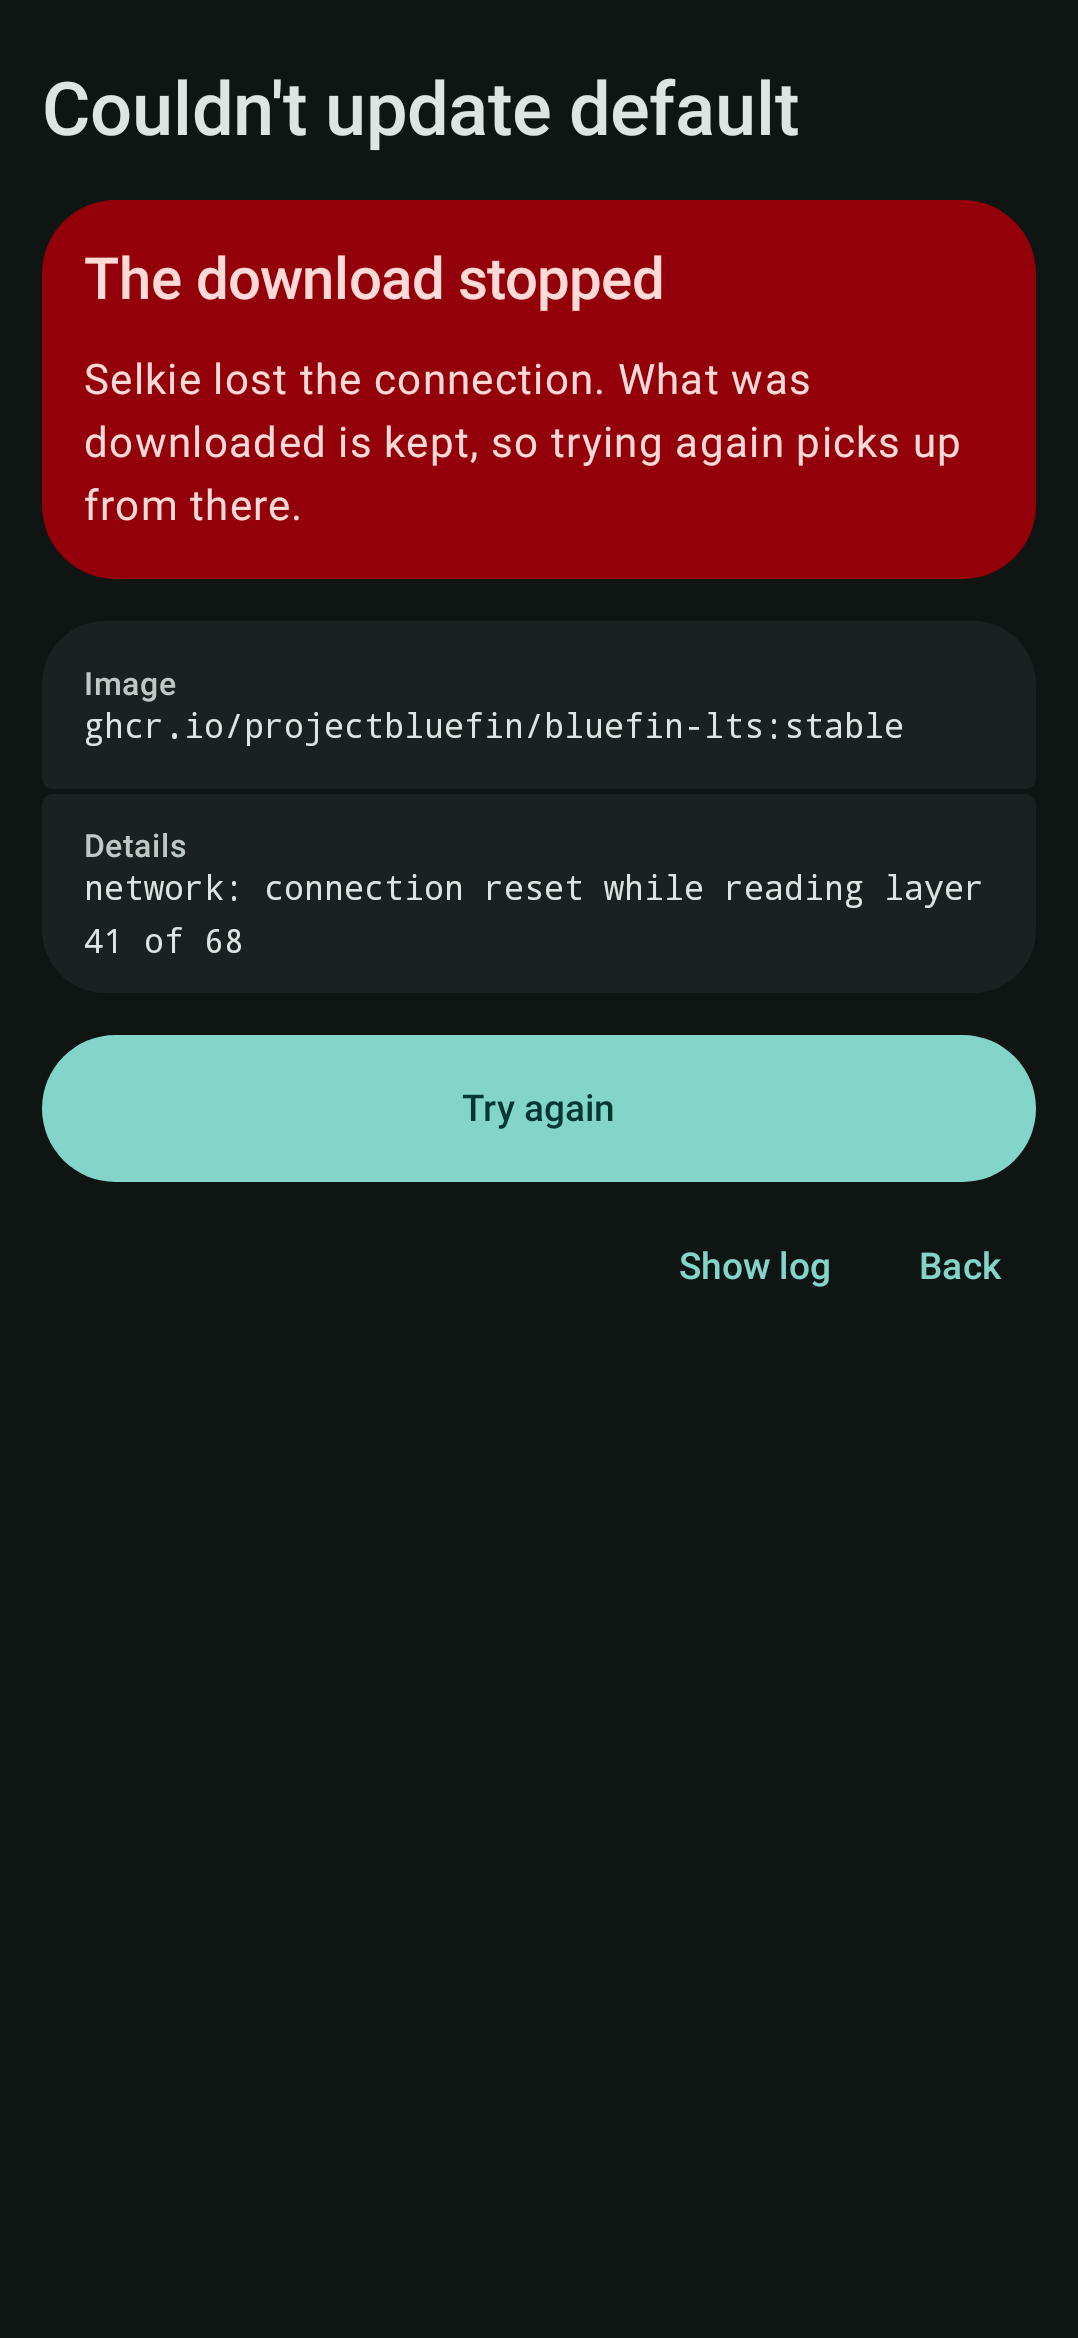 Couldn't update default
The download stopped
Selkie lost the connection. What was
downloaded is kept, so trying again picks up
from there.
Image
ghcr.io/projectbluefin/bluefin-lts:stable
Details
network: connection reset while reading layer
41 of 68
Try again
Show log
Back